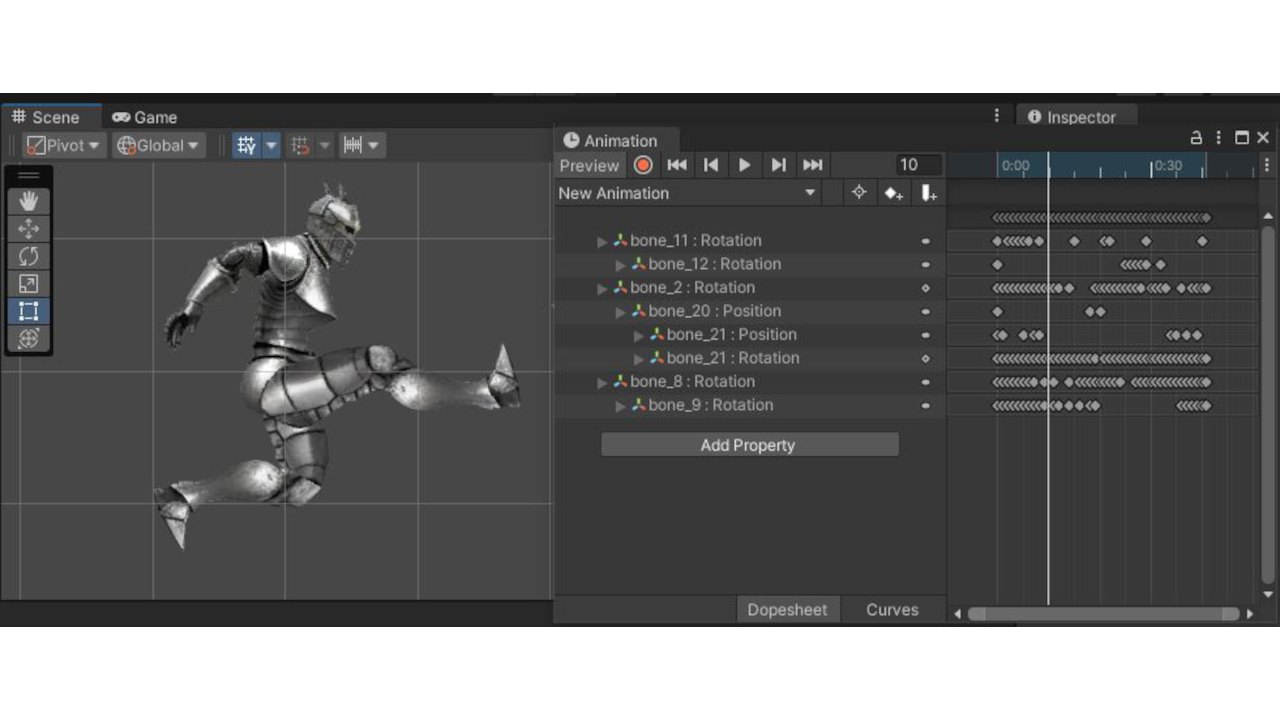 Scene
Game
Inspector
Pivot
Global
Animation
Preview
10
0:00
0:30
New Animation
bone_11 : Rotation
bone_12 : Rotation
bone_2 : Rotation
bone_20 : Position
bone_21 : Position
bone_21 : Rotation
bone_8 : Rotation
bone_9 : Rotation
Add Property
Dopesheet
Curves